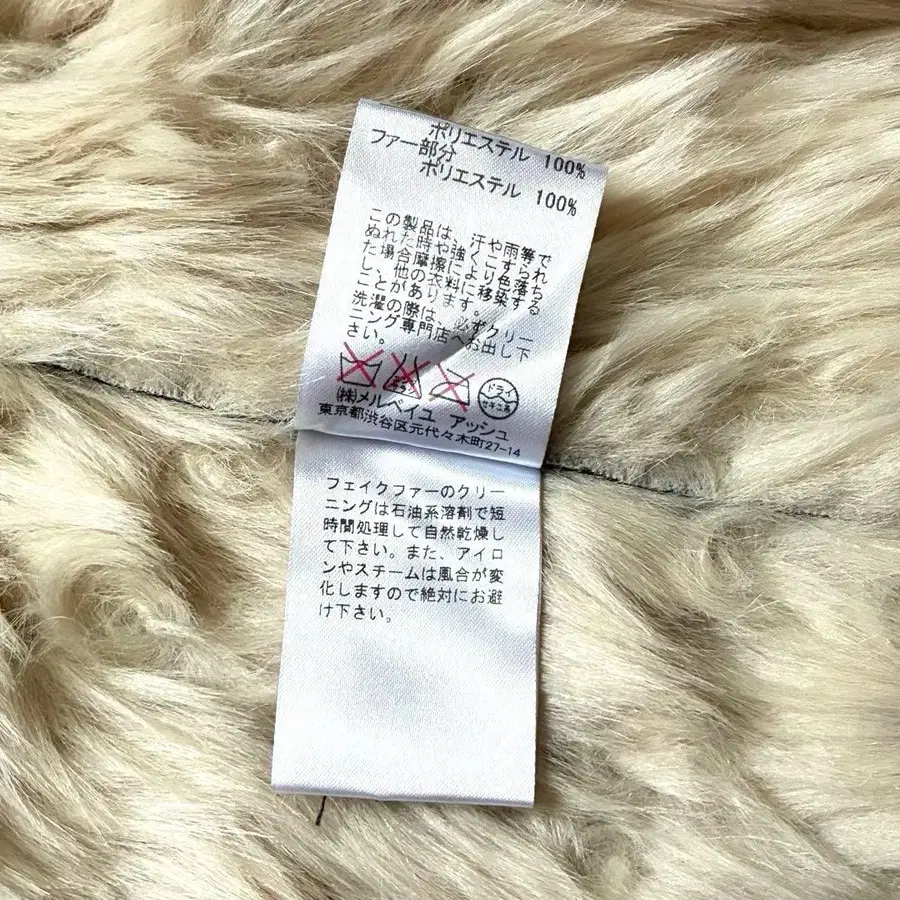 ポリエステル 100%
ファー部分
ポリエステル 100%
この製品は、汗や雨等で
ぬれた時や強くこすられ
た場合摩擦により色落ち
し、他の衣料に移染する
ことがあります。
洗濯の際は、必ずクリー
ニング専門店へお出し下
さい。
ドライ
セキユ系
㈱メルベイユ アッシュ
東京都渋谷区元代々木町27-14
フェイクファーのクリー
ニングは石油系溶剤で短
時間処理して自然乾燥し
て下さい。また、アイロ
ンやスチームは風合が変
化しますので絶対にお避
け下さい。